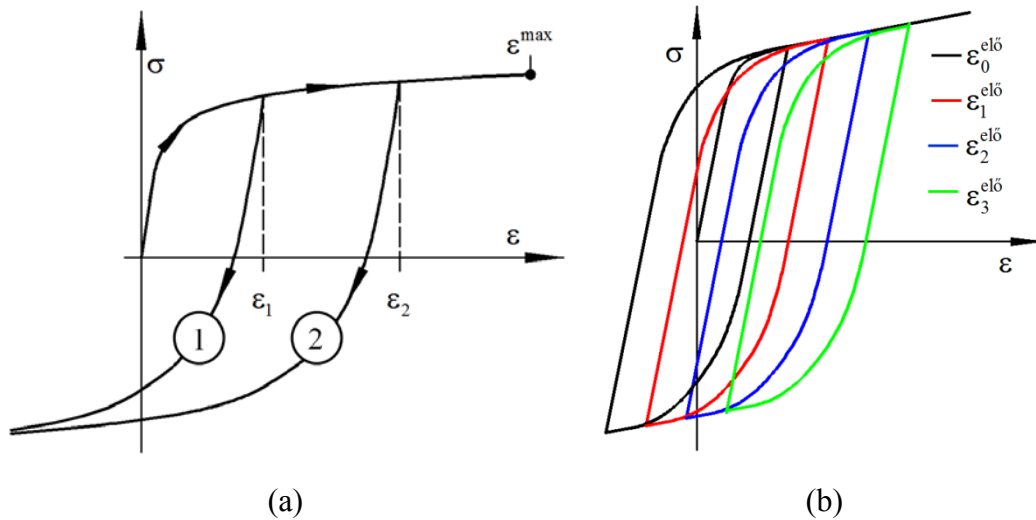 σ
ε^max
ε
ε₁
ε₂
1
2
(a)
σ
ε
ε₀^elő
ε₁^elő
ε₂^elő
ε₃^elő
(b)